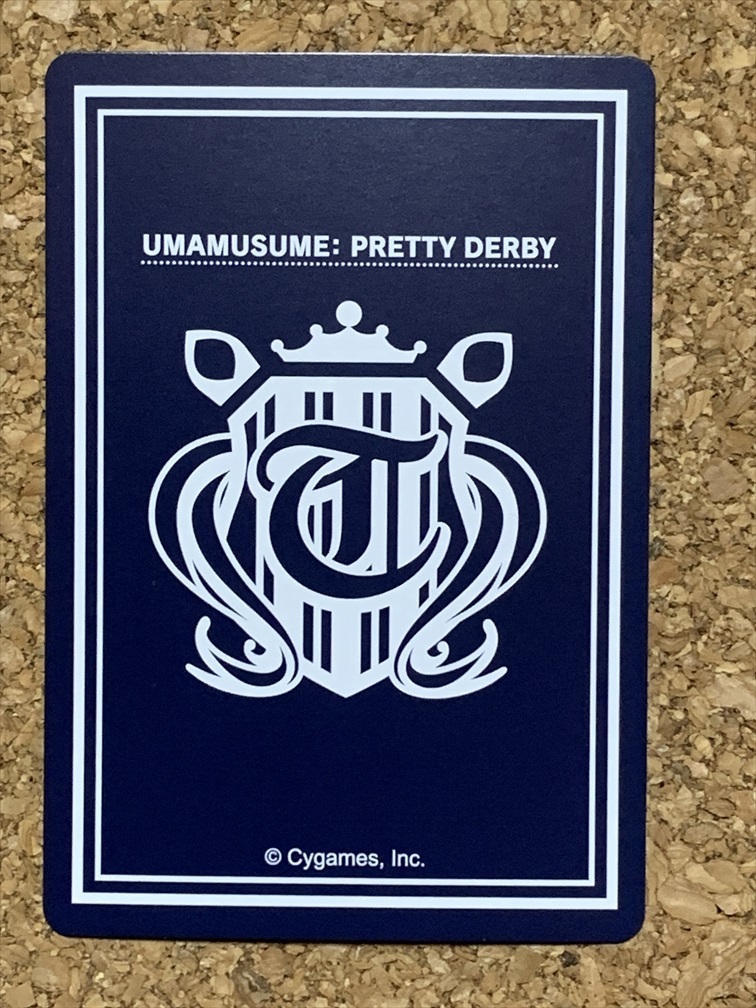 UMAMUSUME: PRETTY DERBY
T
© Cygames, Inc.